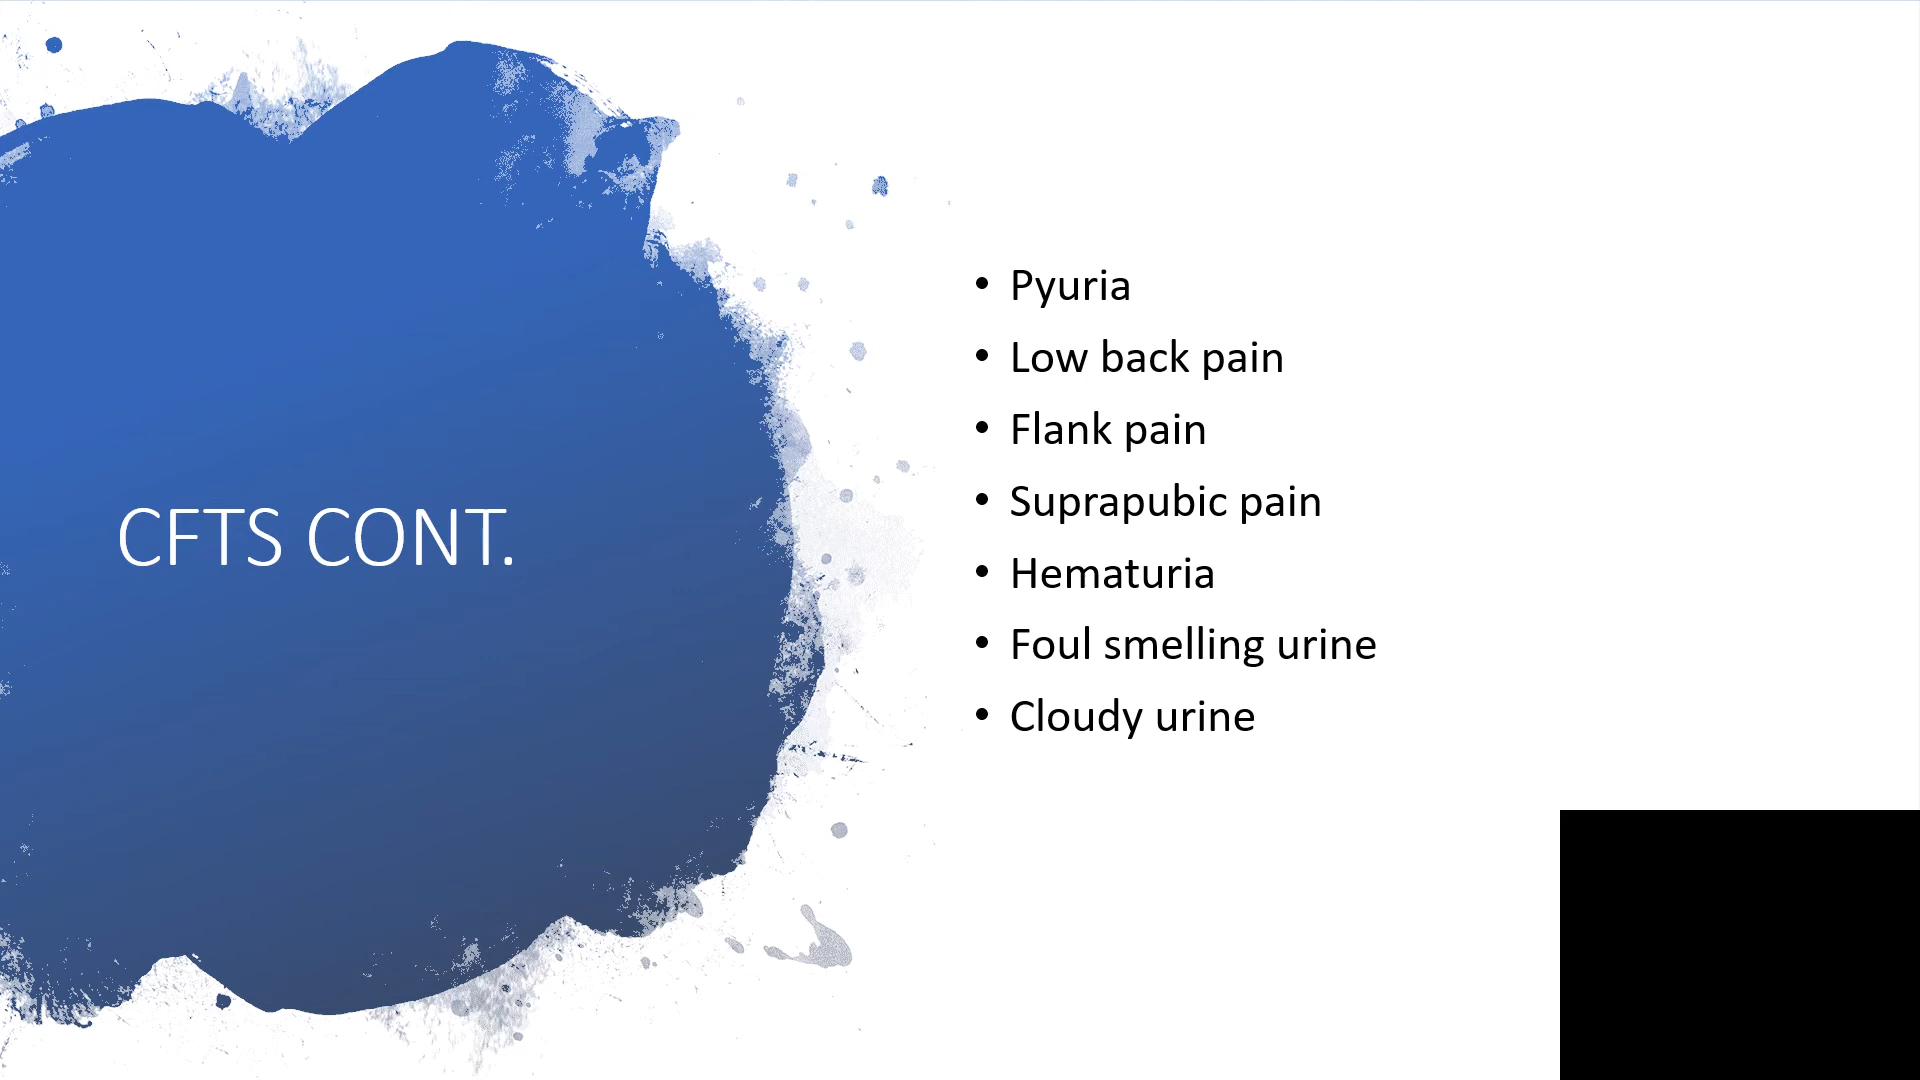 CFTS CONT.
• Pyuria
• Low back pain
• Flank pain
• Suprapubic pain
• Hematuria
• Foul smelling urine
• Cloudy urine